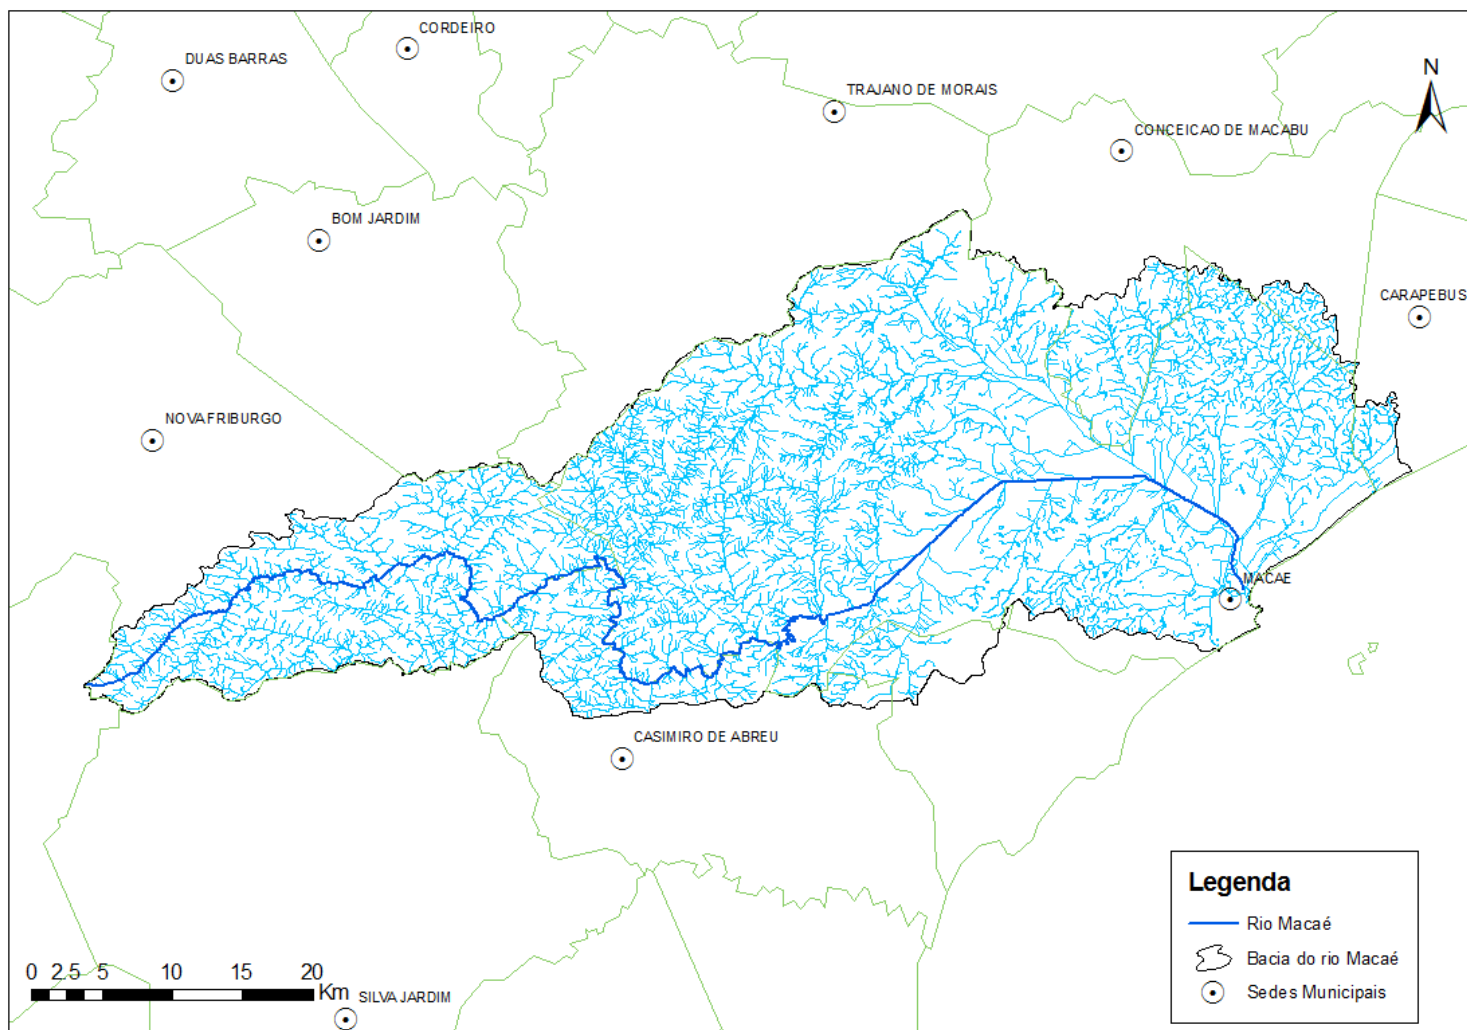 CORDEIRO
DUAS BARRAS
N
TRAJANO DE MORAIS
CONCEICAO DE MACABU
BOM JARDIM
CARAPEBUS
NOVA FRIBURGO
MACAE
CASIMIRO DE ABREU
Legenda
Rio Macaé
Bacia do rio Macaé
Sedes Municipais
0 2.5 5 10 15 20
Km
SILVA JARDIM